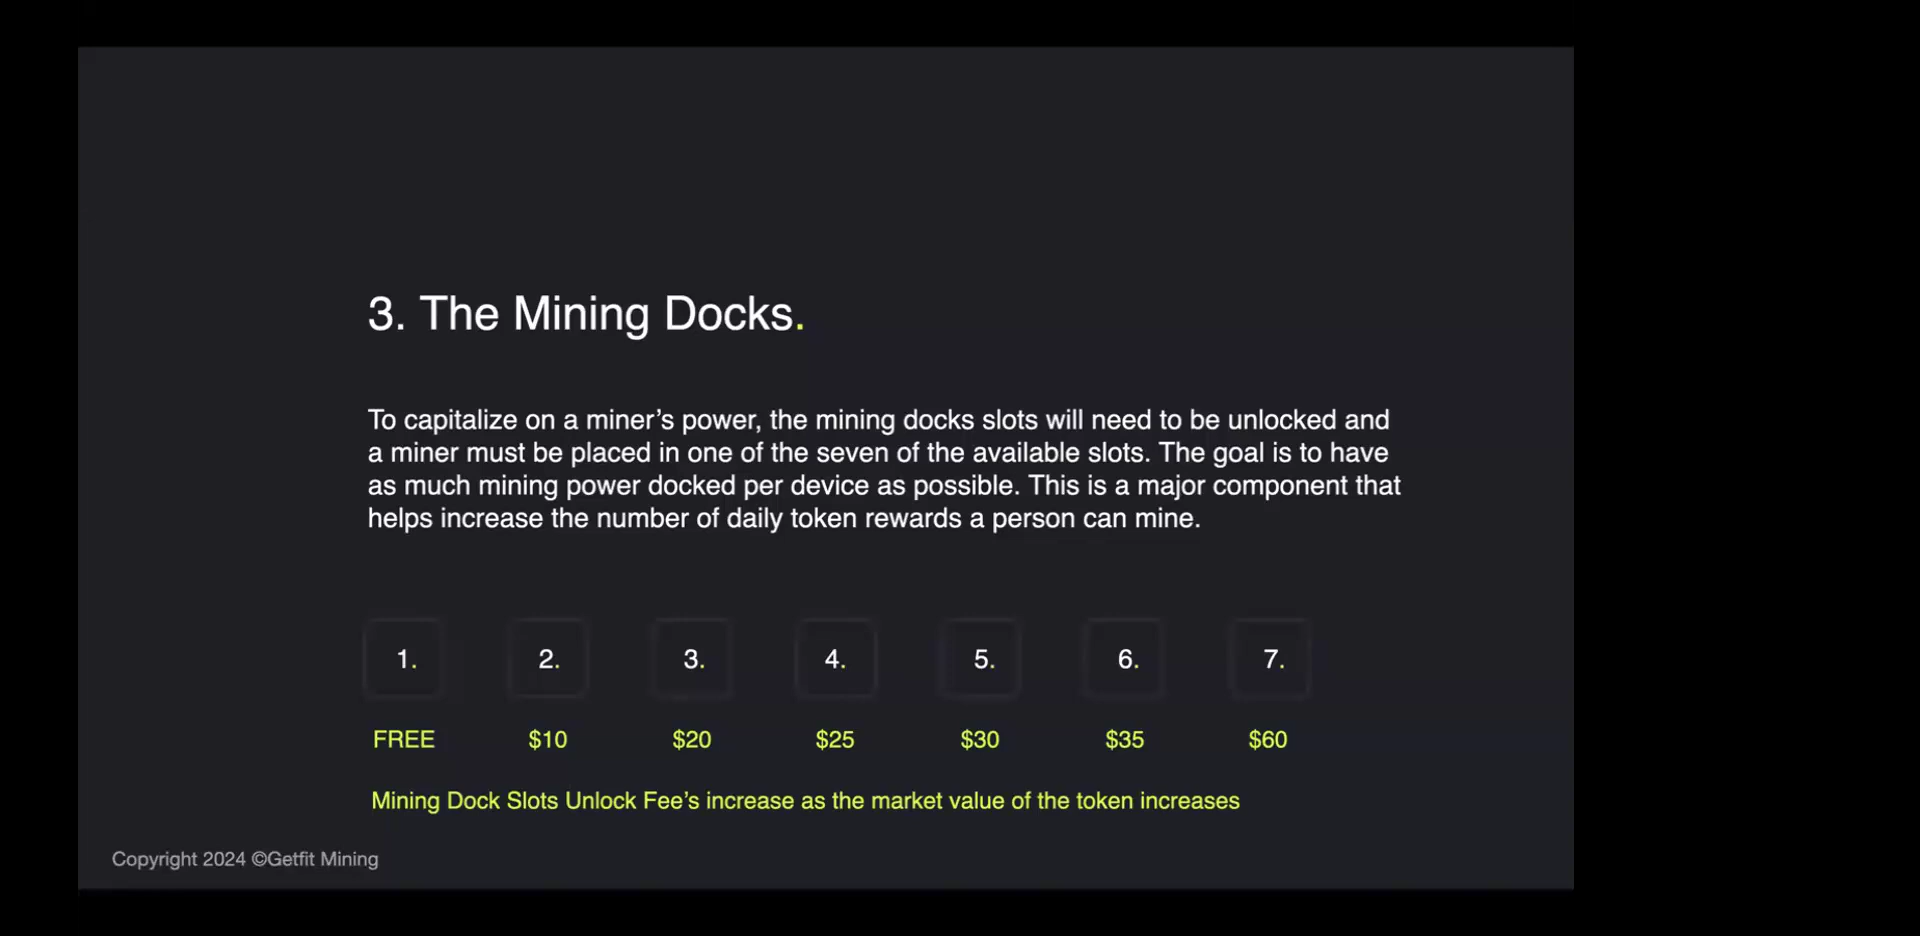 3. The Mining Docks.
To capitalize on a miner’s power, the mining docks slots will need to be unlocked and
a miner must be placed in one of the seven of the available slots. The goal is to have
as much mining power docked per device as possible. This is a major component that
helps increase the number of daily token rewards a person can mine.
1. 2. 3. 4. 5. 6. 7.
FREE $10 $20 $25 $30 $35 $60
Mining Dock Slots Unlock Fee’s increase as the market value of the token increases
Copyright 2024 ©Getfit Mining